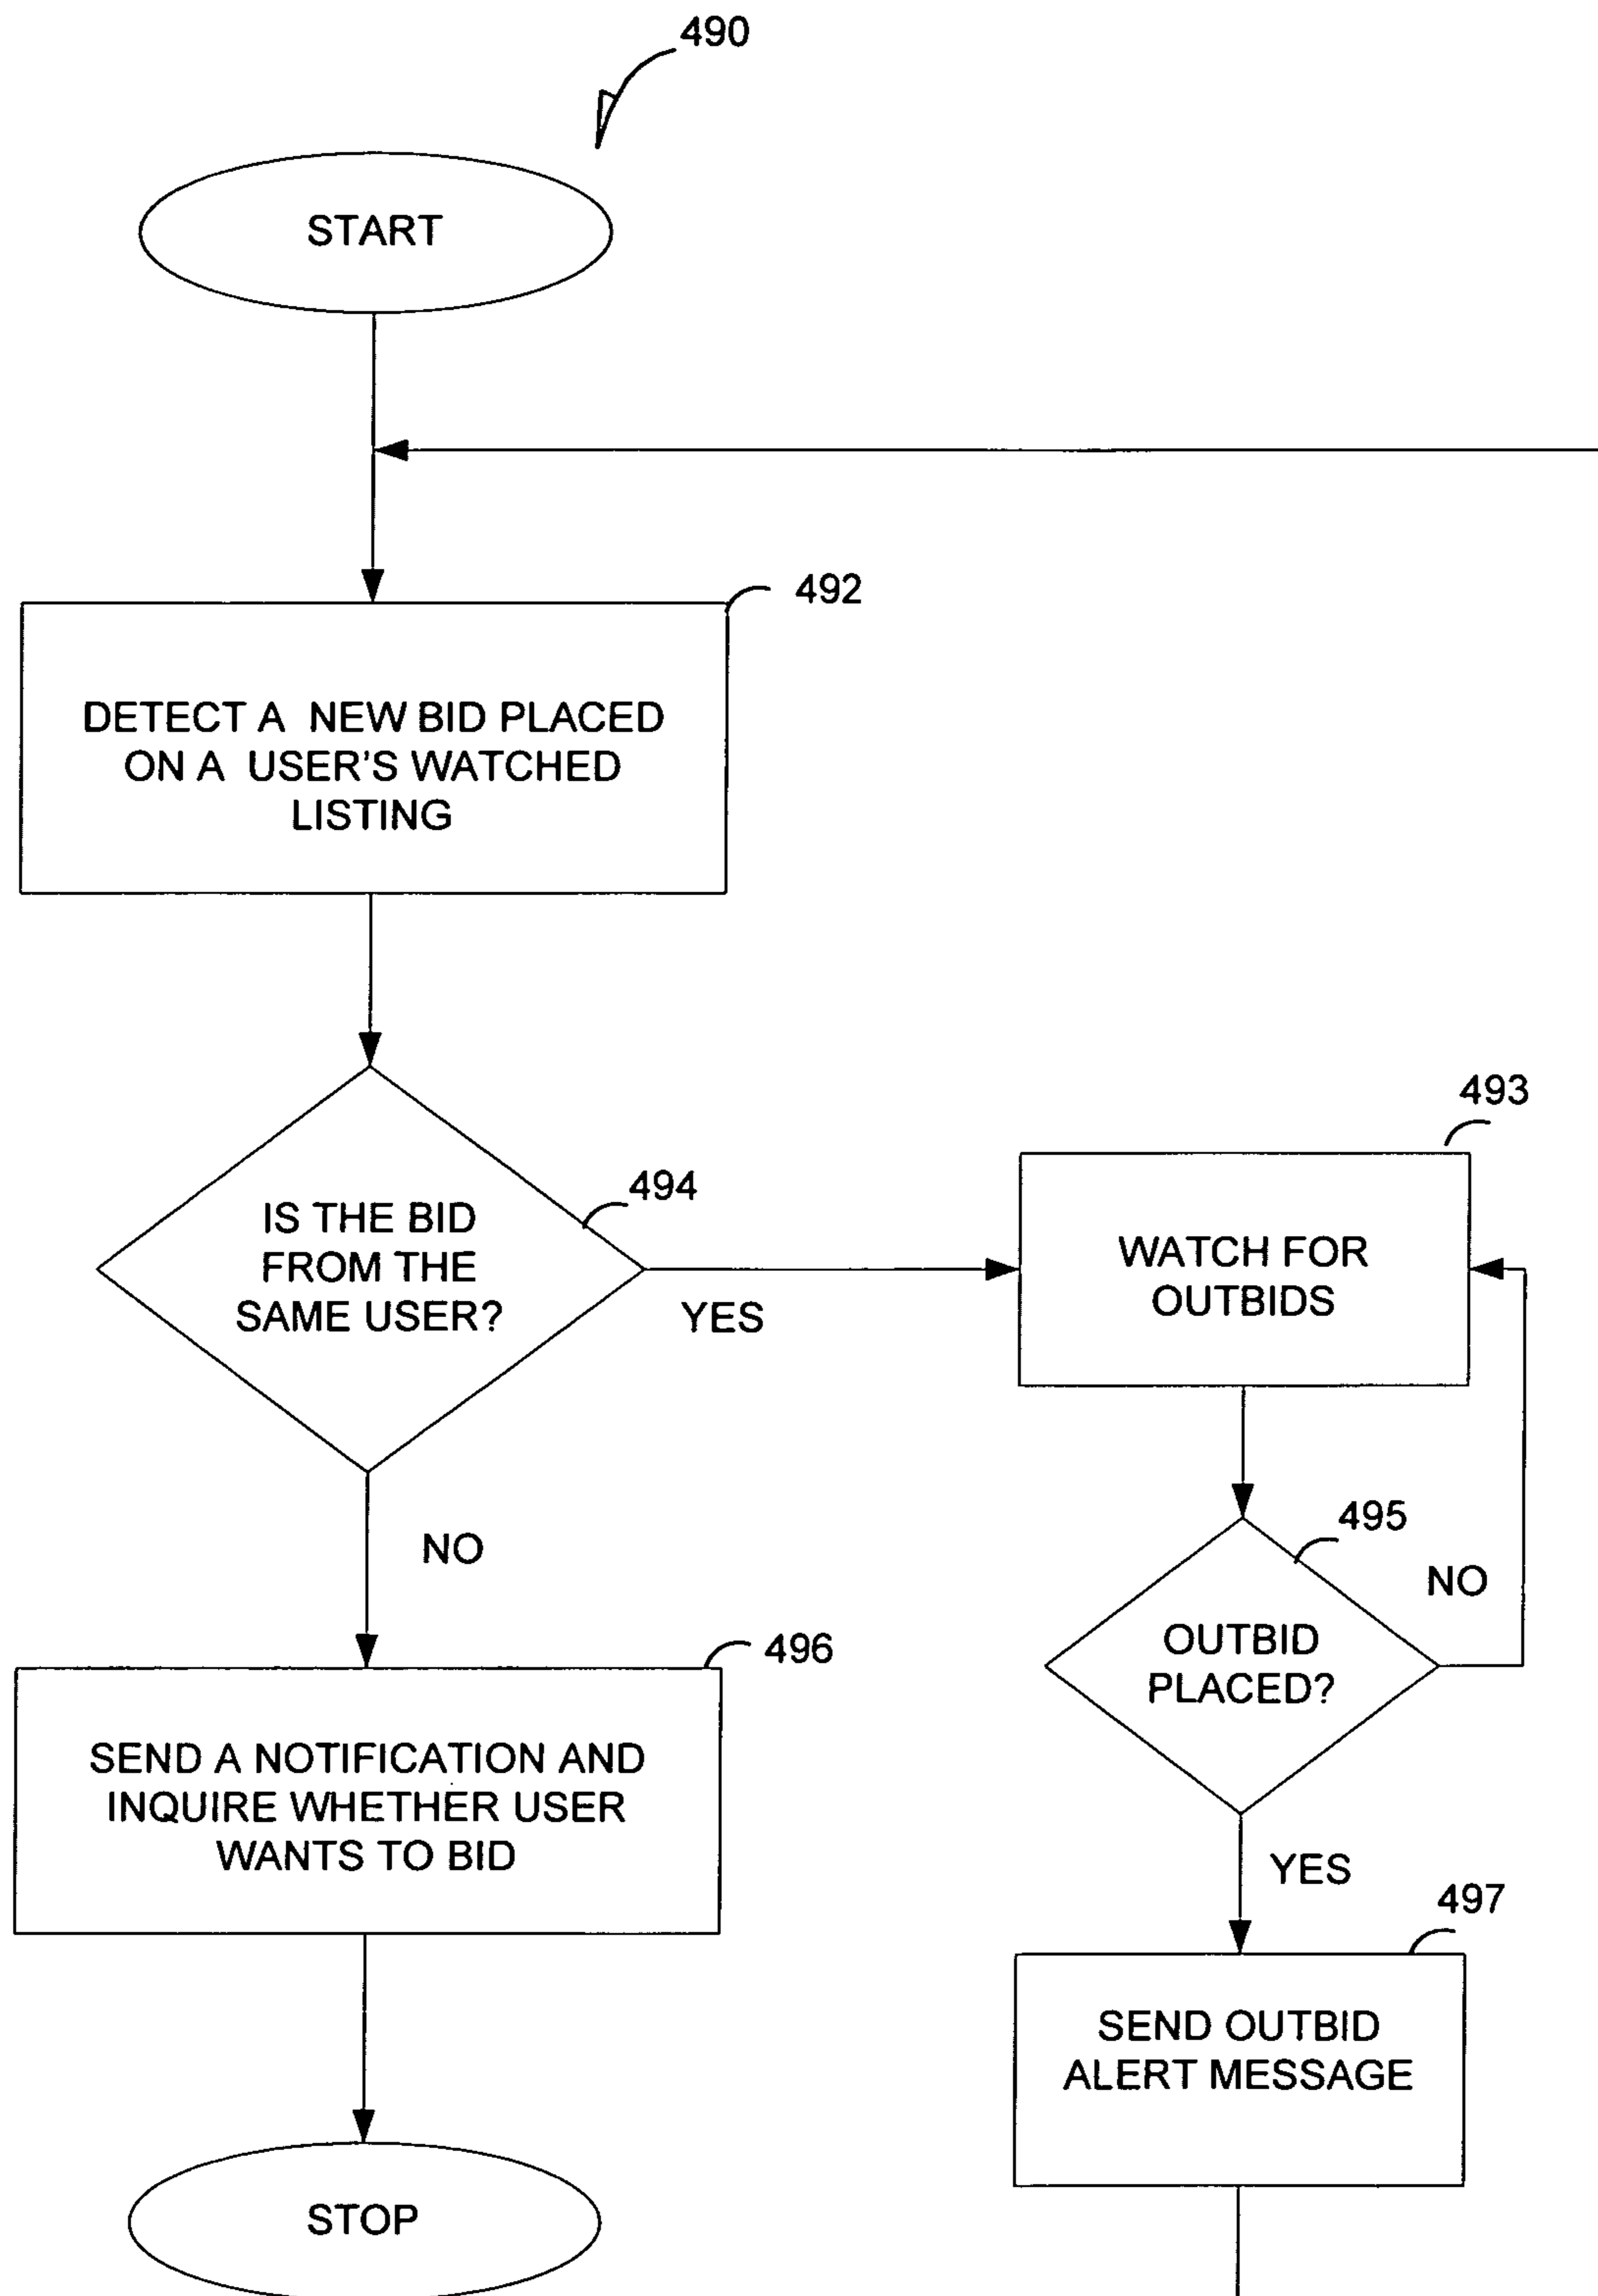 490
START
492
DETECT A NEW BID PLACED
ON A USER'S WATCHED
LISTING
493
494
IS THE BID
FROM THE
SAME USER?
YES
WATCH FOR
OUTBIDS
NO
495
NO
OUTBID
PLACED?
496
SEND A NOTIFICATION AND
INQUIRE WHETHER USER
WANTS TO BID
YES
497
SEND OUTBID
ALERT MESSAGE
STOP